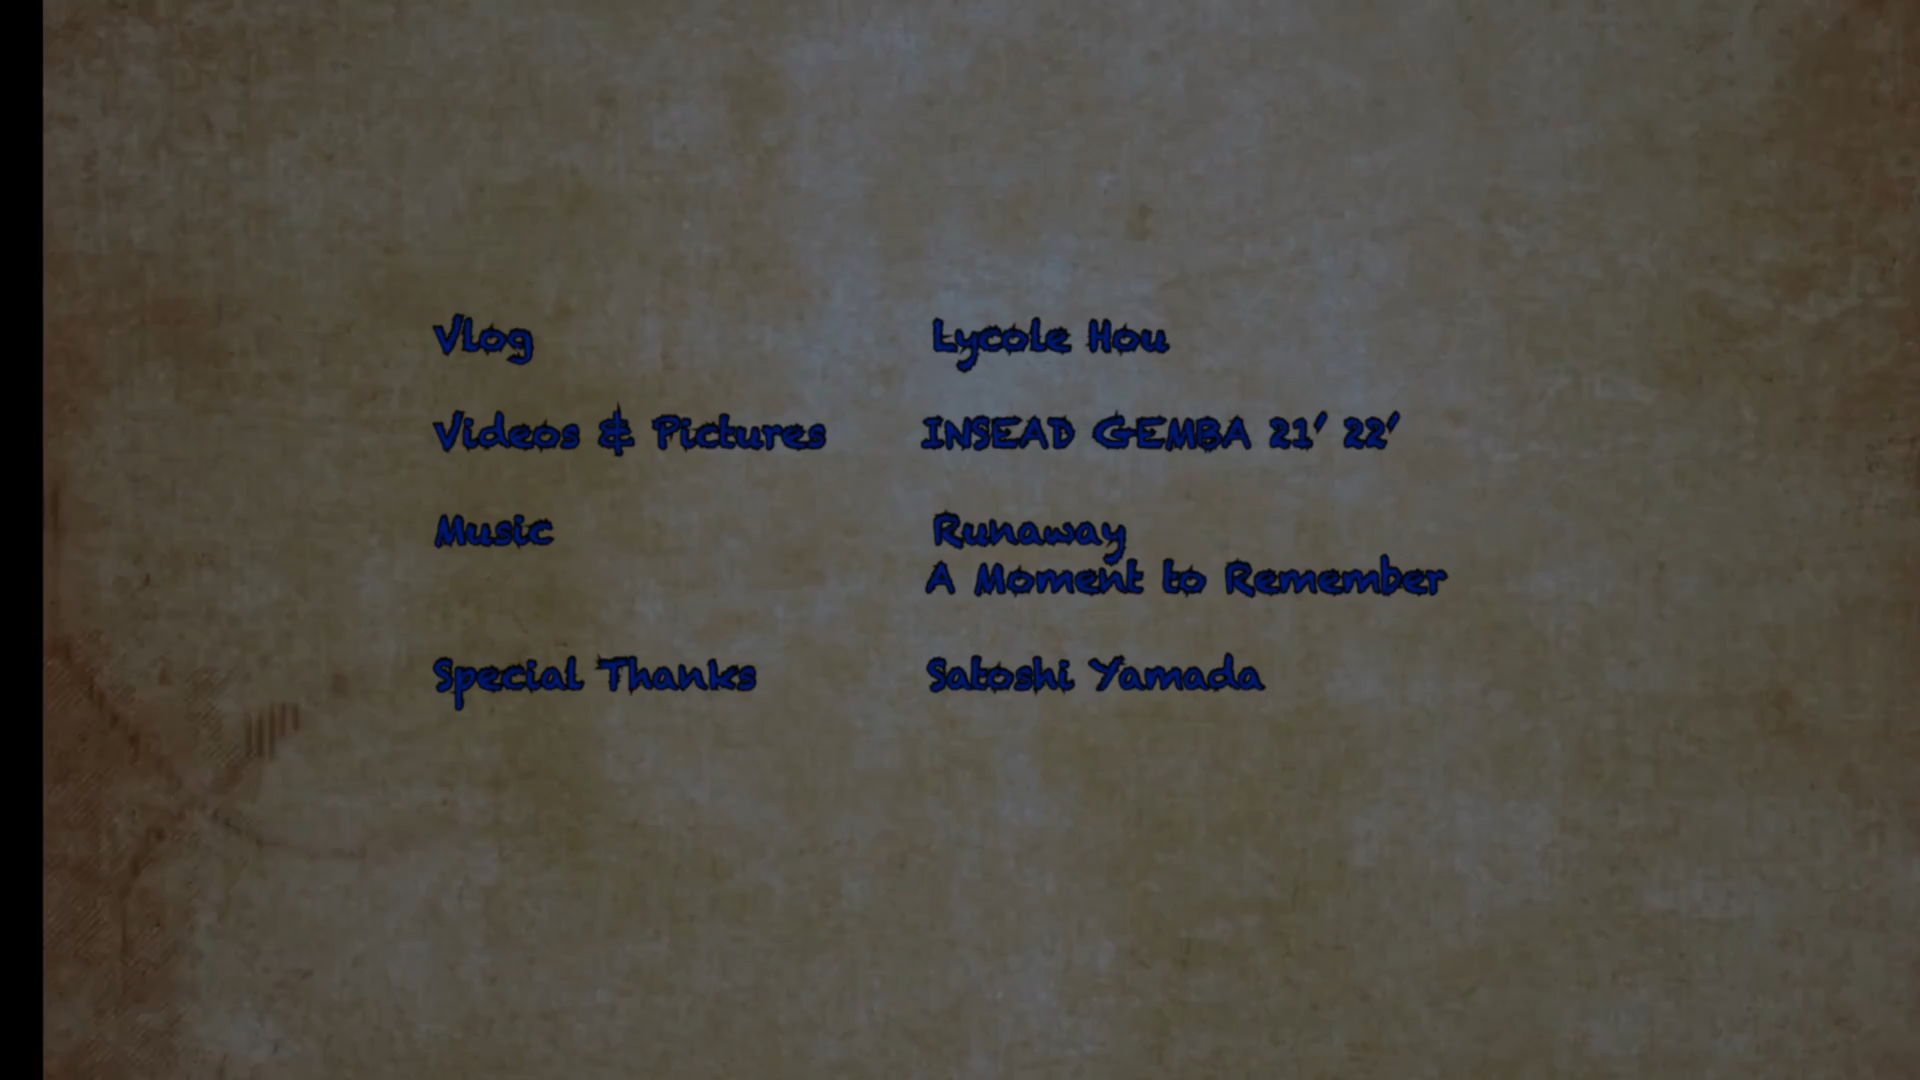 Vlog Lycole Hou
Videos & Pictures INSEAD GEMBA 21' 22'
Music Runaway
A Moment to Remember
Special Thanks Satoshi Yamada